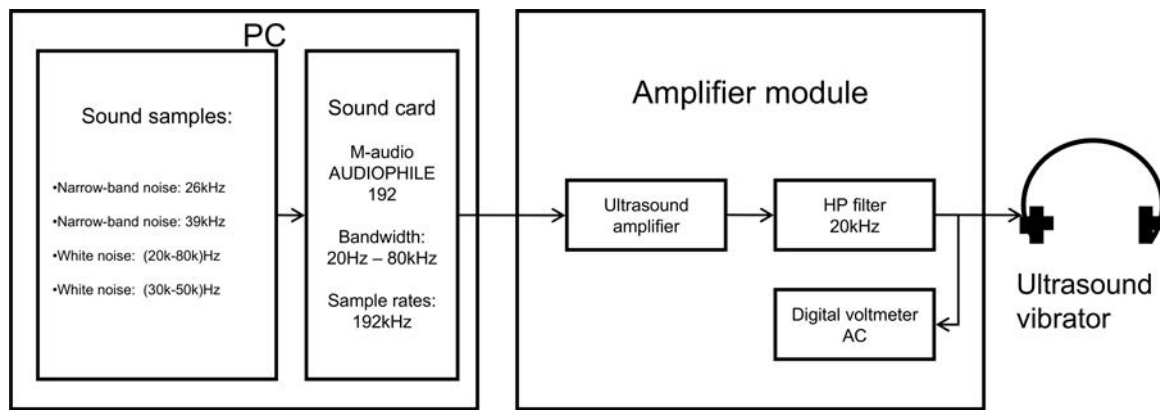 PC
Sound samples:
•Narrow-band noise: 26kHz
•Narrow-band noise: 39kHz
•White noise: (20k-80k)Hz
•White noise: (30k-50k)Hz
Sound card
M-audio
AUDIOPHILE
192
Bandwidth:
20Hz – 80kHz
Sample rates:
192kHz
Amplifier module
Ultrasound
amplifier
HP filter
20kHz
Digital voltmeter
AC
Ultrasound
vibrator